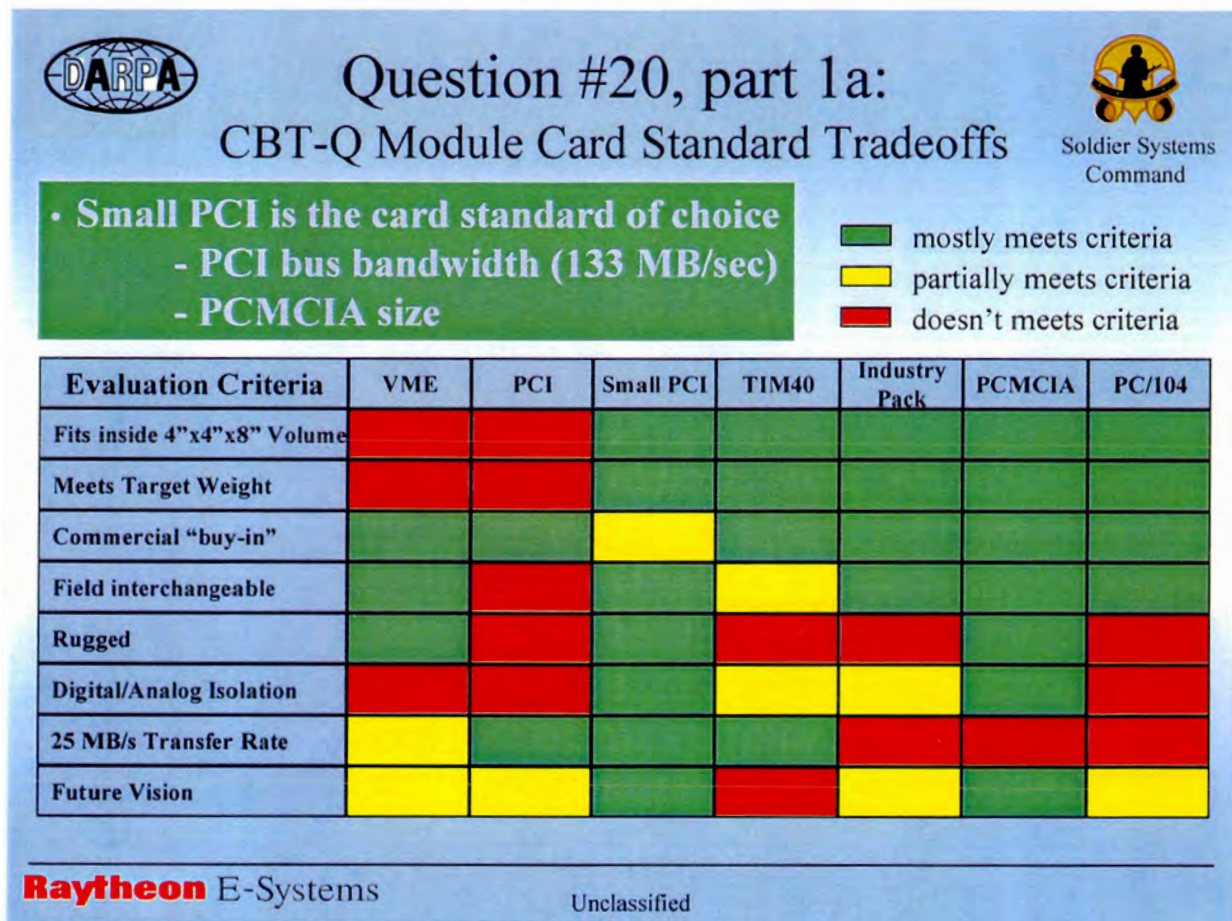 DARPA
Question #20, part 1a:
CBT-Q Module Card Standard Tradeoffs
Soldier Systems
Command
• Small PCI is the card standard of choice
- PCI bus bandwidth (133 MB/sec)
- PCMCIA size
mostly meets criteria
partially meets criteria
doesn't meets criteria
Evaluation Criteria VME PCI Small PCI TIM40 Industry Pack PCMCIA PC/104
Fits inside 4"x4"x8" Volume
Meets Target Weight
Commercial "buy-in"
Field interchangeable
Rugged
Digital/Analog Isolation
25 MB/s Transfer Rate
Future Vision
Raytheon E-Systems
Unclassified